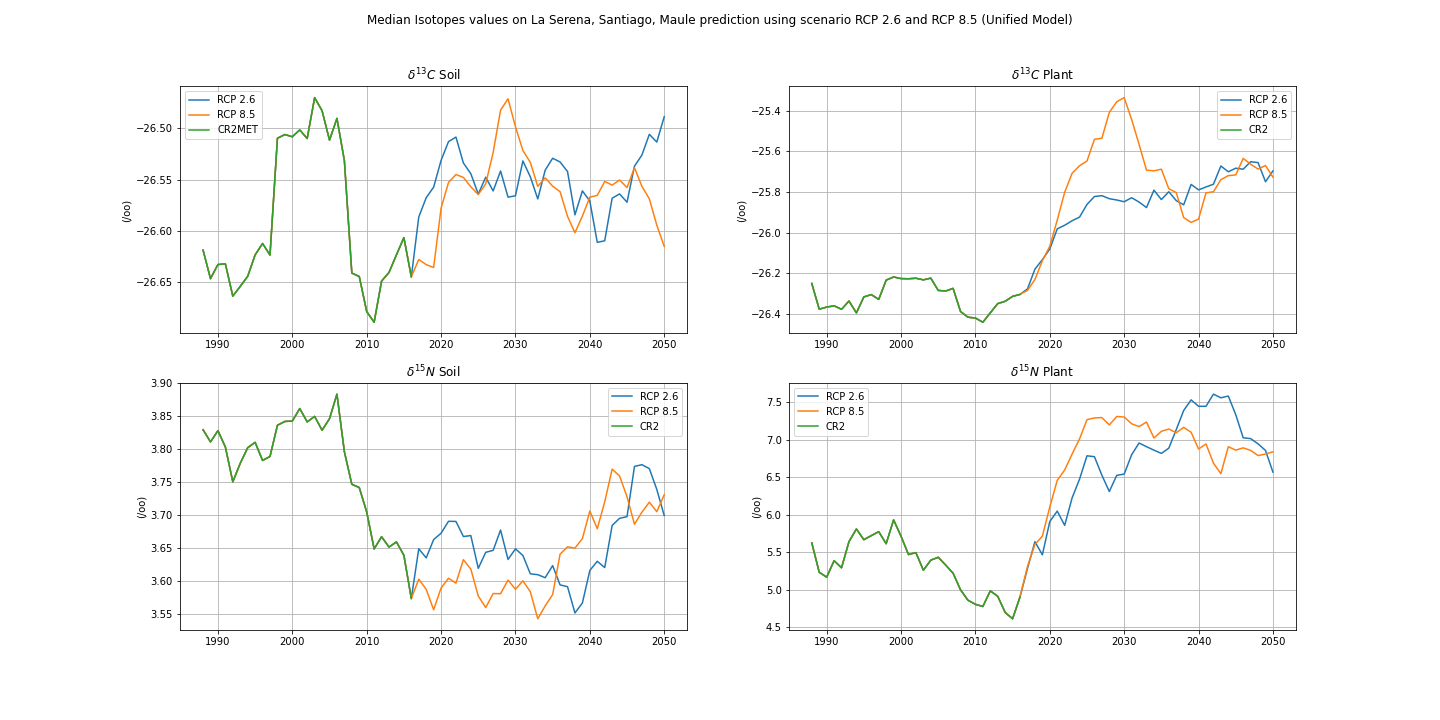 Median Isotopes values on La Serena, Santiago, Maule prediction using scenario RCP 2.6 and RCP 8.5 (Unified Model)
δ¹³C Soil
(/oo)
−26.50
−26.55
−26.60
−26.65
1990 2000 2010 2020 2030 2040 2050
RCP 2.6
RCP 8.5
CR2MET
δ¹³C Plant
(/oo)
−25.4
−25.6
−25.8
−26.0
−26.2
−26.4
1990 2000 2010 2020 2030 2040 2050
RCP 2.6
RCP 8.5
CR2
δ¹⁵N Soil
(/oo)
3.90
3.85
3.80
3.75
3.70
3.65
3.60
3.55
1990 2000 2010 2020 2030 2040 2050
RCP 2.6
RCP 8.5
CR2
δ¹⁵N Plant
(/oo)
7.5
7.0
6.5
6.0
5.5
5.0
4.5
1990 2000 2010 2020 2030 2040 2050
RCP 2.6
RCP 8.5
CR2